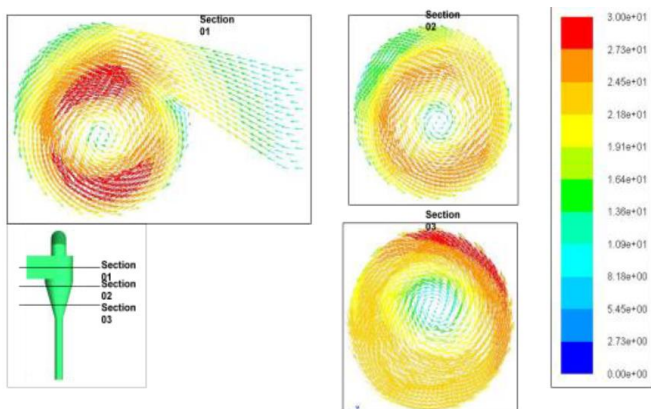 Section
01
Section
02
Section
03
Section
01
Section
02
Section
03
3.00e+01
2.73e+01
2.45e+01
2.18e+01
1.91e+01
1.64e+01
1.36e+01
1.09e+01
8.18e+00
5.45e+00
2.73e+00
0.00e+00